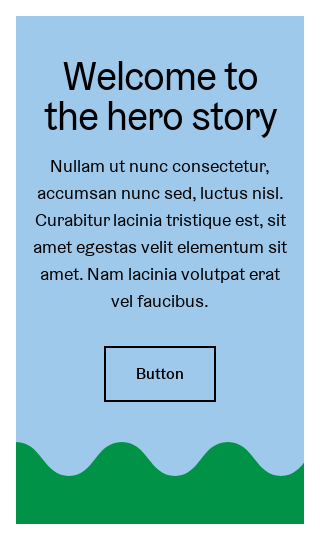 Welcome to
the hero story
Nullam ut nunc consectetur,
accumsan nunc sed, luctus nisl.
Curabitur lacinia tristique est, sit
amet egestas velit elementum sit
amet. Nam lacinia volutpat erat
vel faucibus.
Button